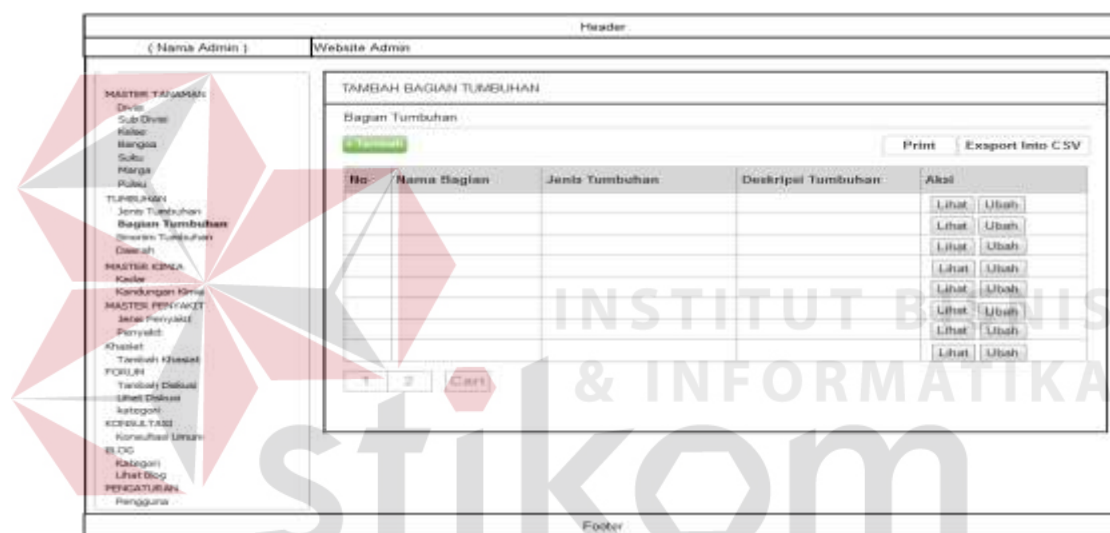 Header
( Nama Admin ) Website Admin
MASTER TANAMAN
Divisi
Sub Divisi
Kelas
Bangsa
Suku
Marga
Pulau
TUMBUHAN
Jenis Tumbuhan
Bagian Tumbuhan
Sinonim Tumbuhan
Daerah
MASTER KIMIA
Kadar
Kandungan Kimia
MASTER PENYAKIT
Jenis Penyakit
Penyakit
Khasiat
Tambah Khasiat
FORUM
Tambah Diskusi
Lihat Diskusi
kategori
KONSULTASI
Konsultasi Umum
BLOG
Kategori
Lihat Blog
PENGATURAN
Pengguna
TAMBAH BAGIAN TUMBUHAN
Bagian Tumbuhan
+ Tambah
Print Exsport Into CSV
No Nama Bagian Jenis Tumbuhan Deskripsi Tumbuhan Aksi
Lihat Ubah
Lihat Ubah
Lihat Ubah
Lihat Ubah
Lihat Ubah
Lihat Ubah
Lihat Ubah
Lihat Ubah
1 2 Cari
INSTITUT BISNIS
& INFORMATIKA
stikom
Footer